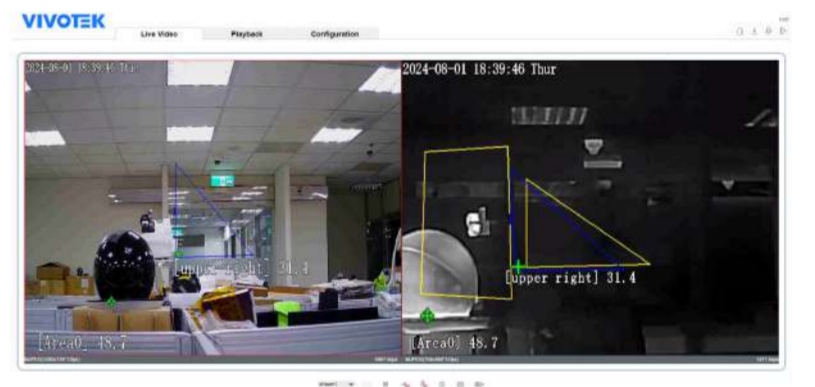 VIVOTEK
Live Video
Playback
Configuration
2024-08-01 18:39:46 Thur
2024-08-01 18:39:46 Thur
[upper right] 31.4
[upper right] 31.4
[Area0] 48.7
[Area0] 48.7